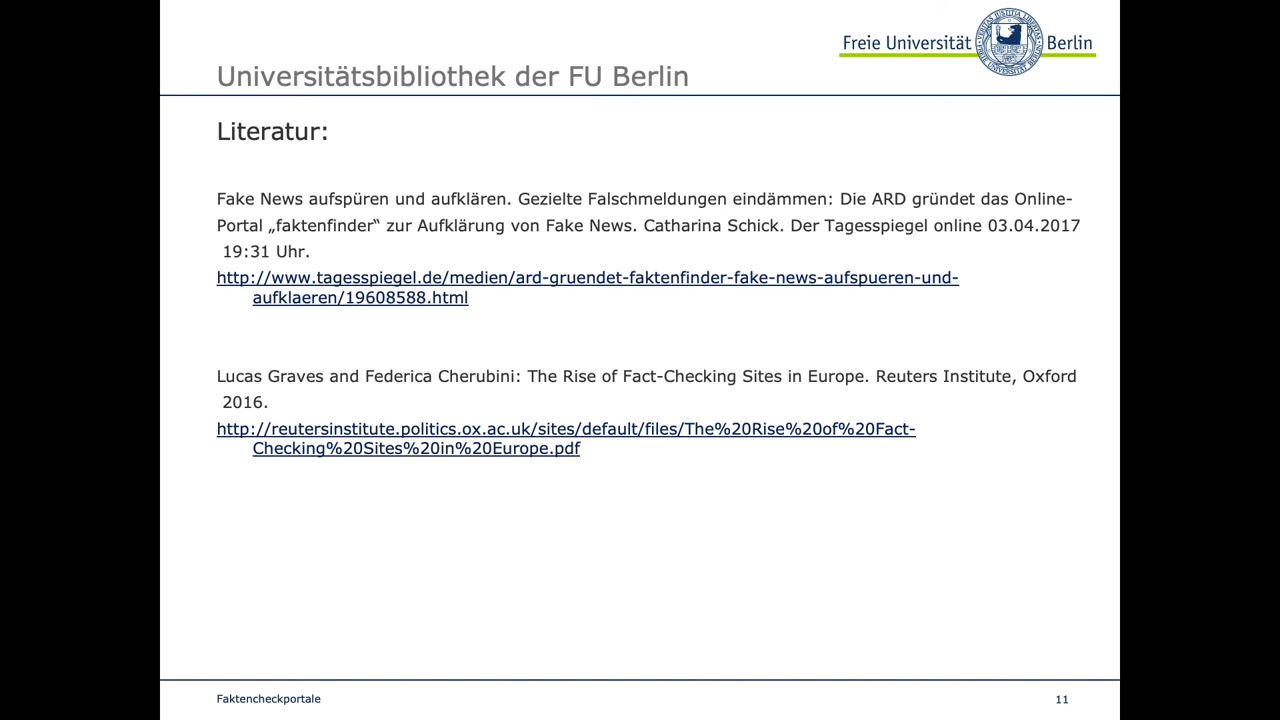 Freie Universität Berlin
Universitätsbibliothek der FU Berlin
Literatur:
Fake News aufspüren und aufklären. Gezielte Falschmeldungen eindämmen: Die ARD gründet das Online-
Portal „faktenfinder“ zur Aufklärung von Fake News. Catharina Schick. Der Tagesspiegel online 03.04.2017
19:31 Uhr.
http://www.tagesspiegel.de/medien/ard-gruendet-faktenfinder-fake-news-aufspueren-und-
aufklaeren/19608588.html
Lucas Graves and Federica Cherubini: The Rise of Fact-Checking Sites in Europe. Reuters Institute, Oxford
2016.
http://reutersinstitute.politics.ox.ac.uk/sites/default/files/The%20Rise%20of%20Fact-
Checking%20Sites%20in%20Europe.pdf
Faktencheckportale
11